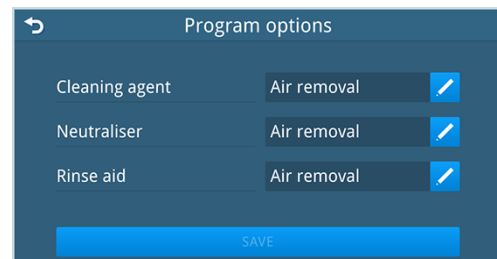 Program options
Cleaning agent Air removal
Neutraliser Air removal
Rinse aid Air removal
SAVE